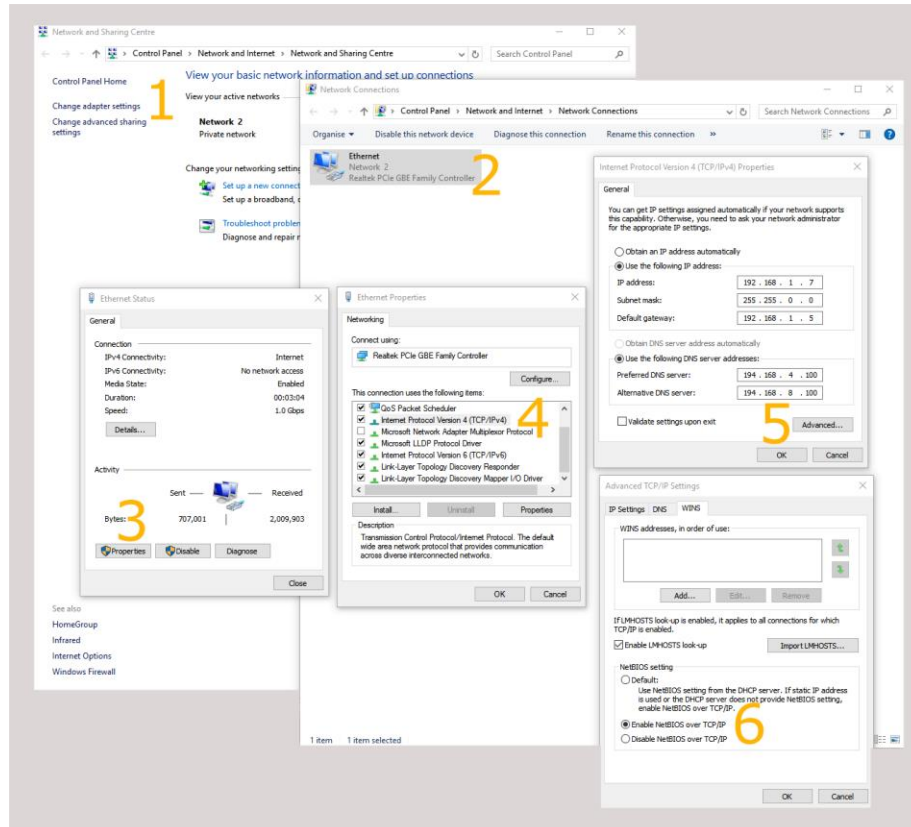 Network and Sharing Centre
Control Panel > Network and Internet > Network and Sharing Centre
Search Control Panel
Control Panel Home
1
Change adapter settings
Change advanced sharing
settings
View your basic network information and set up connections
View your active networks
Network 2
Private network
Change your networking setting
Set up a new connect
Set up a broadband, d
Troubleshoot problem
Diagnose and repair n
See also
HomeGroup
Infrared
Internet Options
Windows Firewall
Network Connections
Control Panel > Network and Internet > Network Connections
Search Network Connections
Organise
Disable this network device
Diagnose this connection
Rename this connection
»
Ethernet
Network 2
Realtek PCIe GBE Family Controller
2
1 item
1 item selected
Ethernet Status
General
Connection
IPv4 Connectivity: Internet
IPv6 Connectivity: No network access
Media State: Enabled
Duration: 00:03:04
Speed: 1.0 Gbps
Details...
Activity
Sent — Received
3
Bytes: 707,001 | 2,009,903
Properties
Disable
Diagnose
Close
Ethernet Properties
Networking
Connect using:
Realtek PCIe GBE Family Controller
Configure...
This connection uses the following items:
4
QoS Packet Scheduler
Internet Protocol Version 4 (TCP/IPv4)
Microsoft Network Adapter Multiplexor Protocol
Microsoft LLDP Protocol Driver
Internet Protocol Version 6 (TCP/IPv6)
Link-Layer Topology Discovery Responder
Link-Layer Topology Discovery Mapper I/O Driver
Install...
Uninstall
Properties
Description
Transmission Control Protocol/Internet Protocol. The default
wide area network protocol that provides communication
across diverse interconnected networks.
OK
Cancel
Internet Protocol Version 4 (TCP/IPv4) Properties
General
You can get IP settings assigned automatically if your network supports
this capability. Otherwise, you need to ask your network administrator
for the appropriate IP settings.
Obtain an IP address automatically
Use the following IP address:
IP address: 192 . 168 . 1 . 7
Subnet mask: 255 . 255 . 0 . 0
Default gateway: 192 . 168 . 1 . 5
Obtain DNS server address automatically
Use the following DNS server addresses:
Preferred DNS server: 194 . 168 . 4 . 100
Alternative DNS server: 194 . 168 . 8 . 100
Validate settings upon exit
5
Advanced...
OK
Cancel
Advanced TCP/IP Settings
IP Settings
DNS
WINS
WINS addresses, in order of use:
Add...
Edit...
Remove
If LMHOSTS look-up is enabled, it applies to all connections for which
TCP/IP is enabled.
Enable LMHOSTS look-up
Import LMHOSTS...
NetBIOS setting
Default:
Use NetBIOS setting from the DHCP server. If static IP address
is used or the DHCP server does not provide NetBIOS setting,
enable NetBIOS over TCP/IP.
Enable NetBIOS over TCP/IP
6
Disable NetBIOS over TCP/IP
OK
Cancel